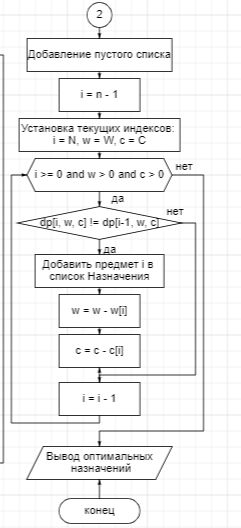 2
Добавление пустого списка
i = n - 1
Установка текущих индексов:
i = N, w = W, c = C
i >= 0 and w > 0 and c > 0
нет
да
dp[i, w, c] != dp[i-1, w, c]
нет
да
Добавить предмет i в
список Назначения
w = w - w[i]
c = c - c[i]
i = i - 1
Вывод оптимальных
назначений
конец